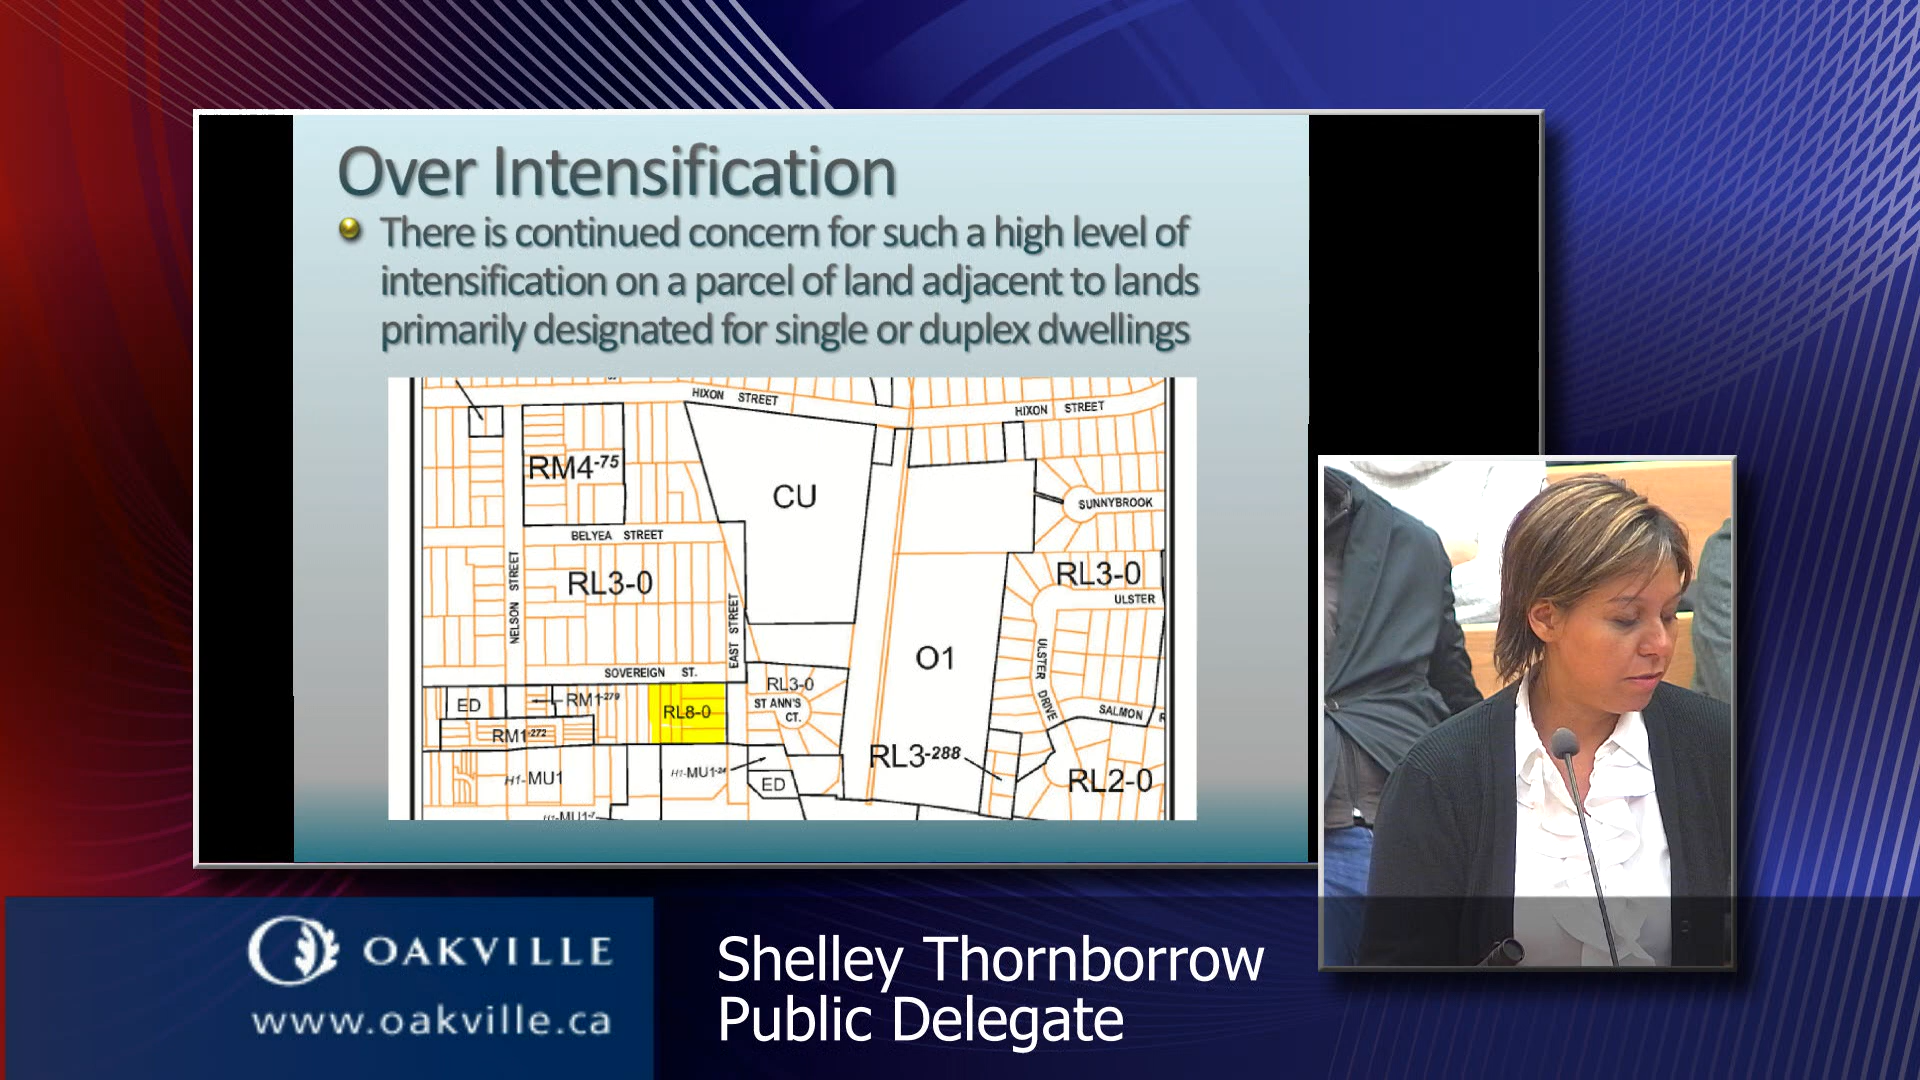 Over Intensification
There is continued concern for such a high level of
intensification on a parcel of land adjacent to lands
primarily designated for single or duplex dwellings
HIXON STREET
HIXON STREET
RM4-75
CU
SUNNYBROOK
BELYEA STREET
RL3-0
NELSON STREET
EAST STREET
RL3-0
ULSTER
ULSTER DRIVE
O1
SOVEREIGN ST.
RL3-0
ST ANN'S
CT.
ED
RM1-279
RL8-0
SALMON R
RM1-272
RL3-288
H1-MU1
H1-MU1-24
ED
RL2-0
H1-MU1-7
OAKVILLE
www.oakville.ca
Shelley Thornborrow
Public Delegate